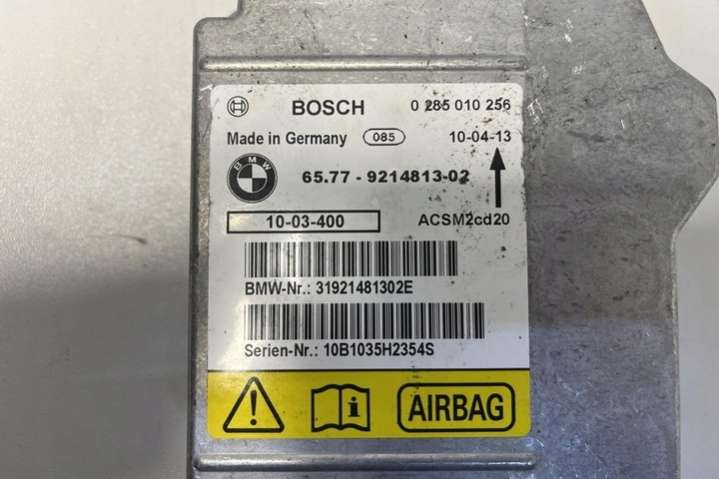 BOSCH 0 285 010 256
Made in Germany 085 10-04-13
BMW 65.77 - 9214813-02
10-03-400 ACSM2cd20
BMW-Nr.: 31921481302E
Serien-Nr.: 10B1035H2354S
AIRBAG